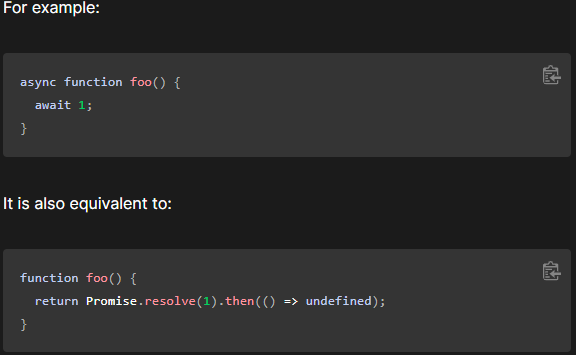 For example:
async function foo() {
  await 1;
}
It is also equivalent to:
function foo() {
  return Promise.resolve(1).then(() => undefined);
}